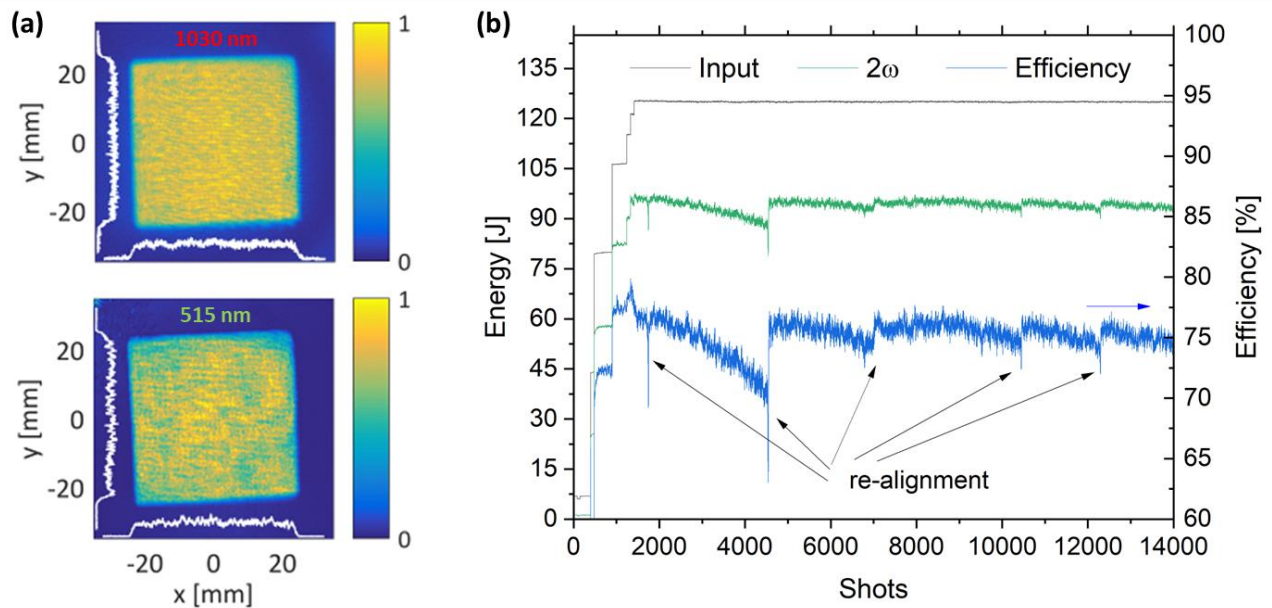 (a)
1030 nm
1
0
20
0
-20
y [mm]
515 nm
1
0
20
0
-20
y [mm]
-20 0 20
x [mm]
(b)
Input 2ω Efficiency
135
120
105
90
75
60
45
30
15
0
Energy [J]
100
95
90
85
80
75
70
65
60
Efficiency [%]
re-alignment
0 2000 4000 6000 8000 10000 12000 14000
Shots